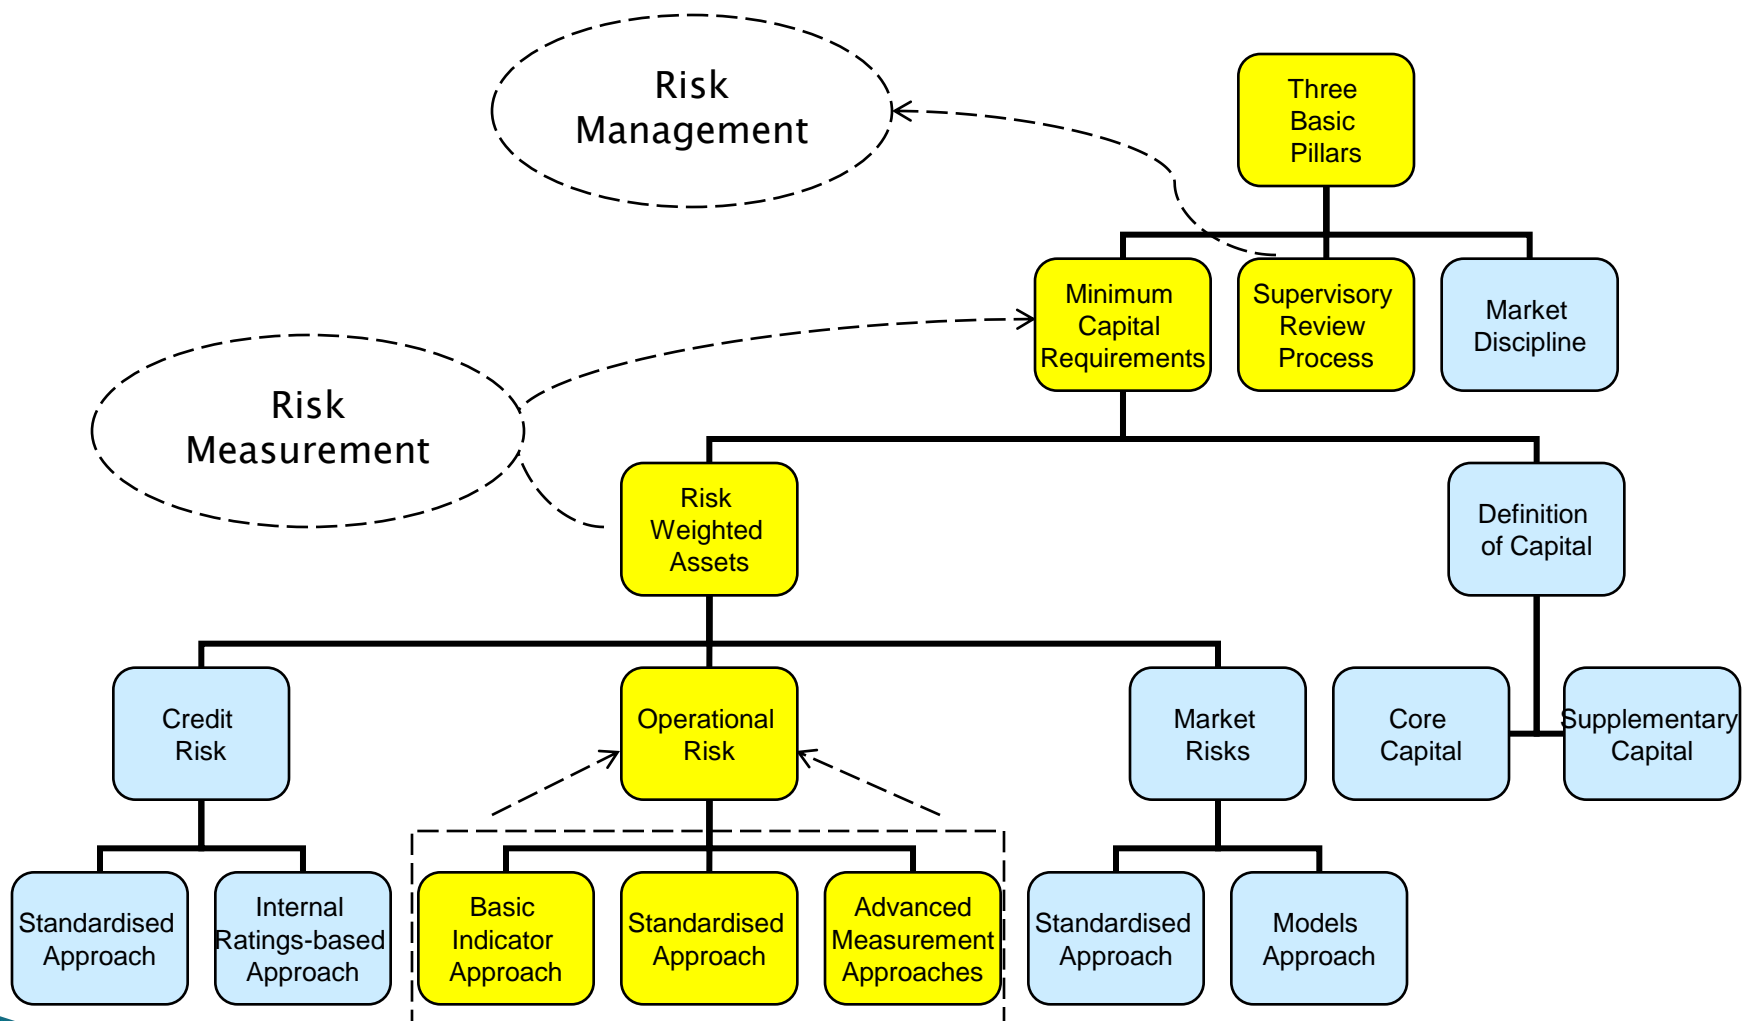 Risk
Management
Three
Basic
Pillars
Minimum
Capital
Requirements
Supervisory
Review
Process
Market
Discipline
Risk
Measurement
Risk
Weighted
Assets
Definition
of Capital
Credit
Risk
Operational
Risk
Market
Risks
Core
Capital
Supplementary
Capital
Standardised
Approach
Internal
Ratings-based
Approach
Basic
Indicator
Approach
Standardised
Approach
Advanced
Measurement
Approaches
Standardised
Approach
Models
Approach